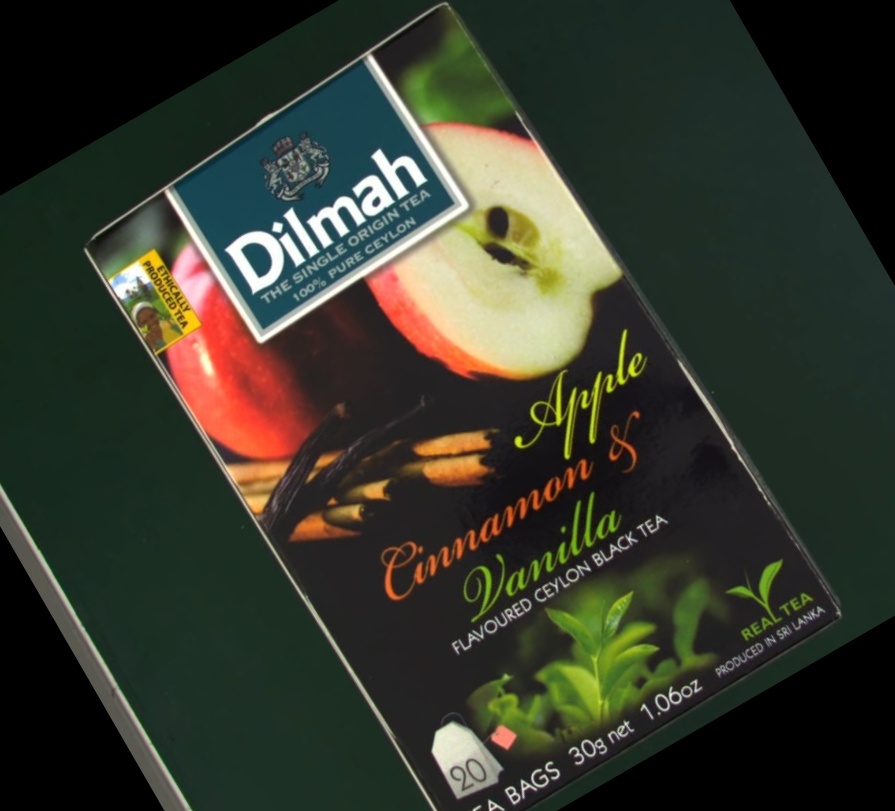 Dilmah
THE SINGLE ORIGIN TEA
100% PURE CEYLON
ETHICALLY
PRODUCED TEA
Apple
Cinnamon &
Vanilla
FLAVOURED CEYLON BLACK TEA
REAL TEA
PRODUCED IN SRI LANKA
20
EA BAGS 30g net 1.06oz